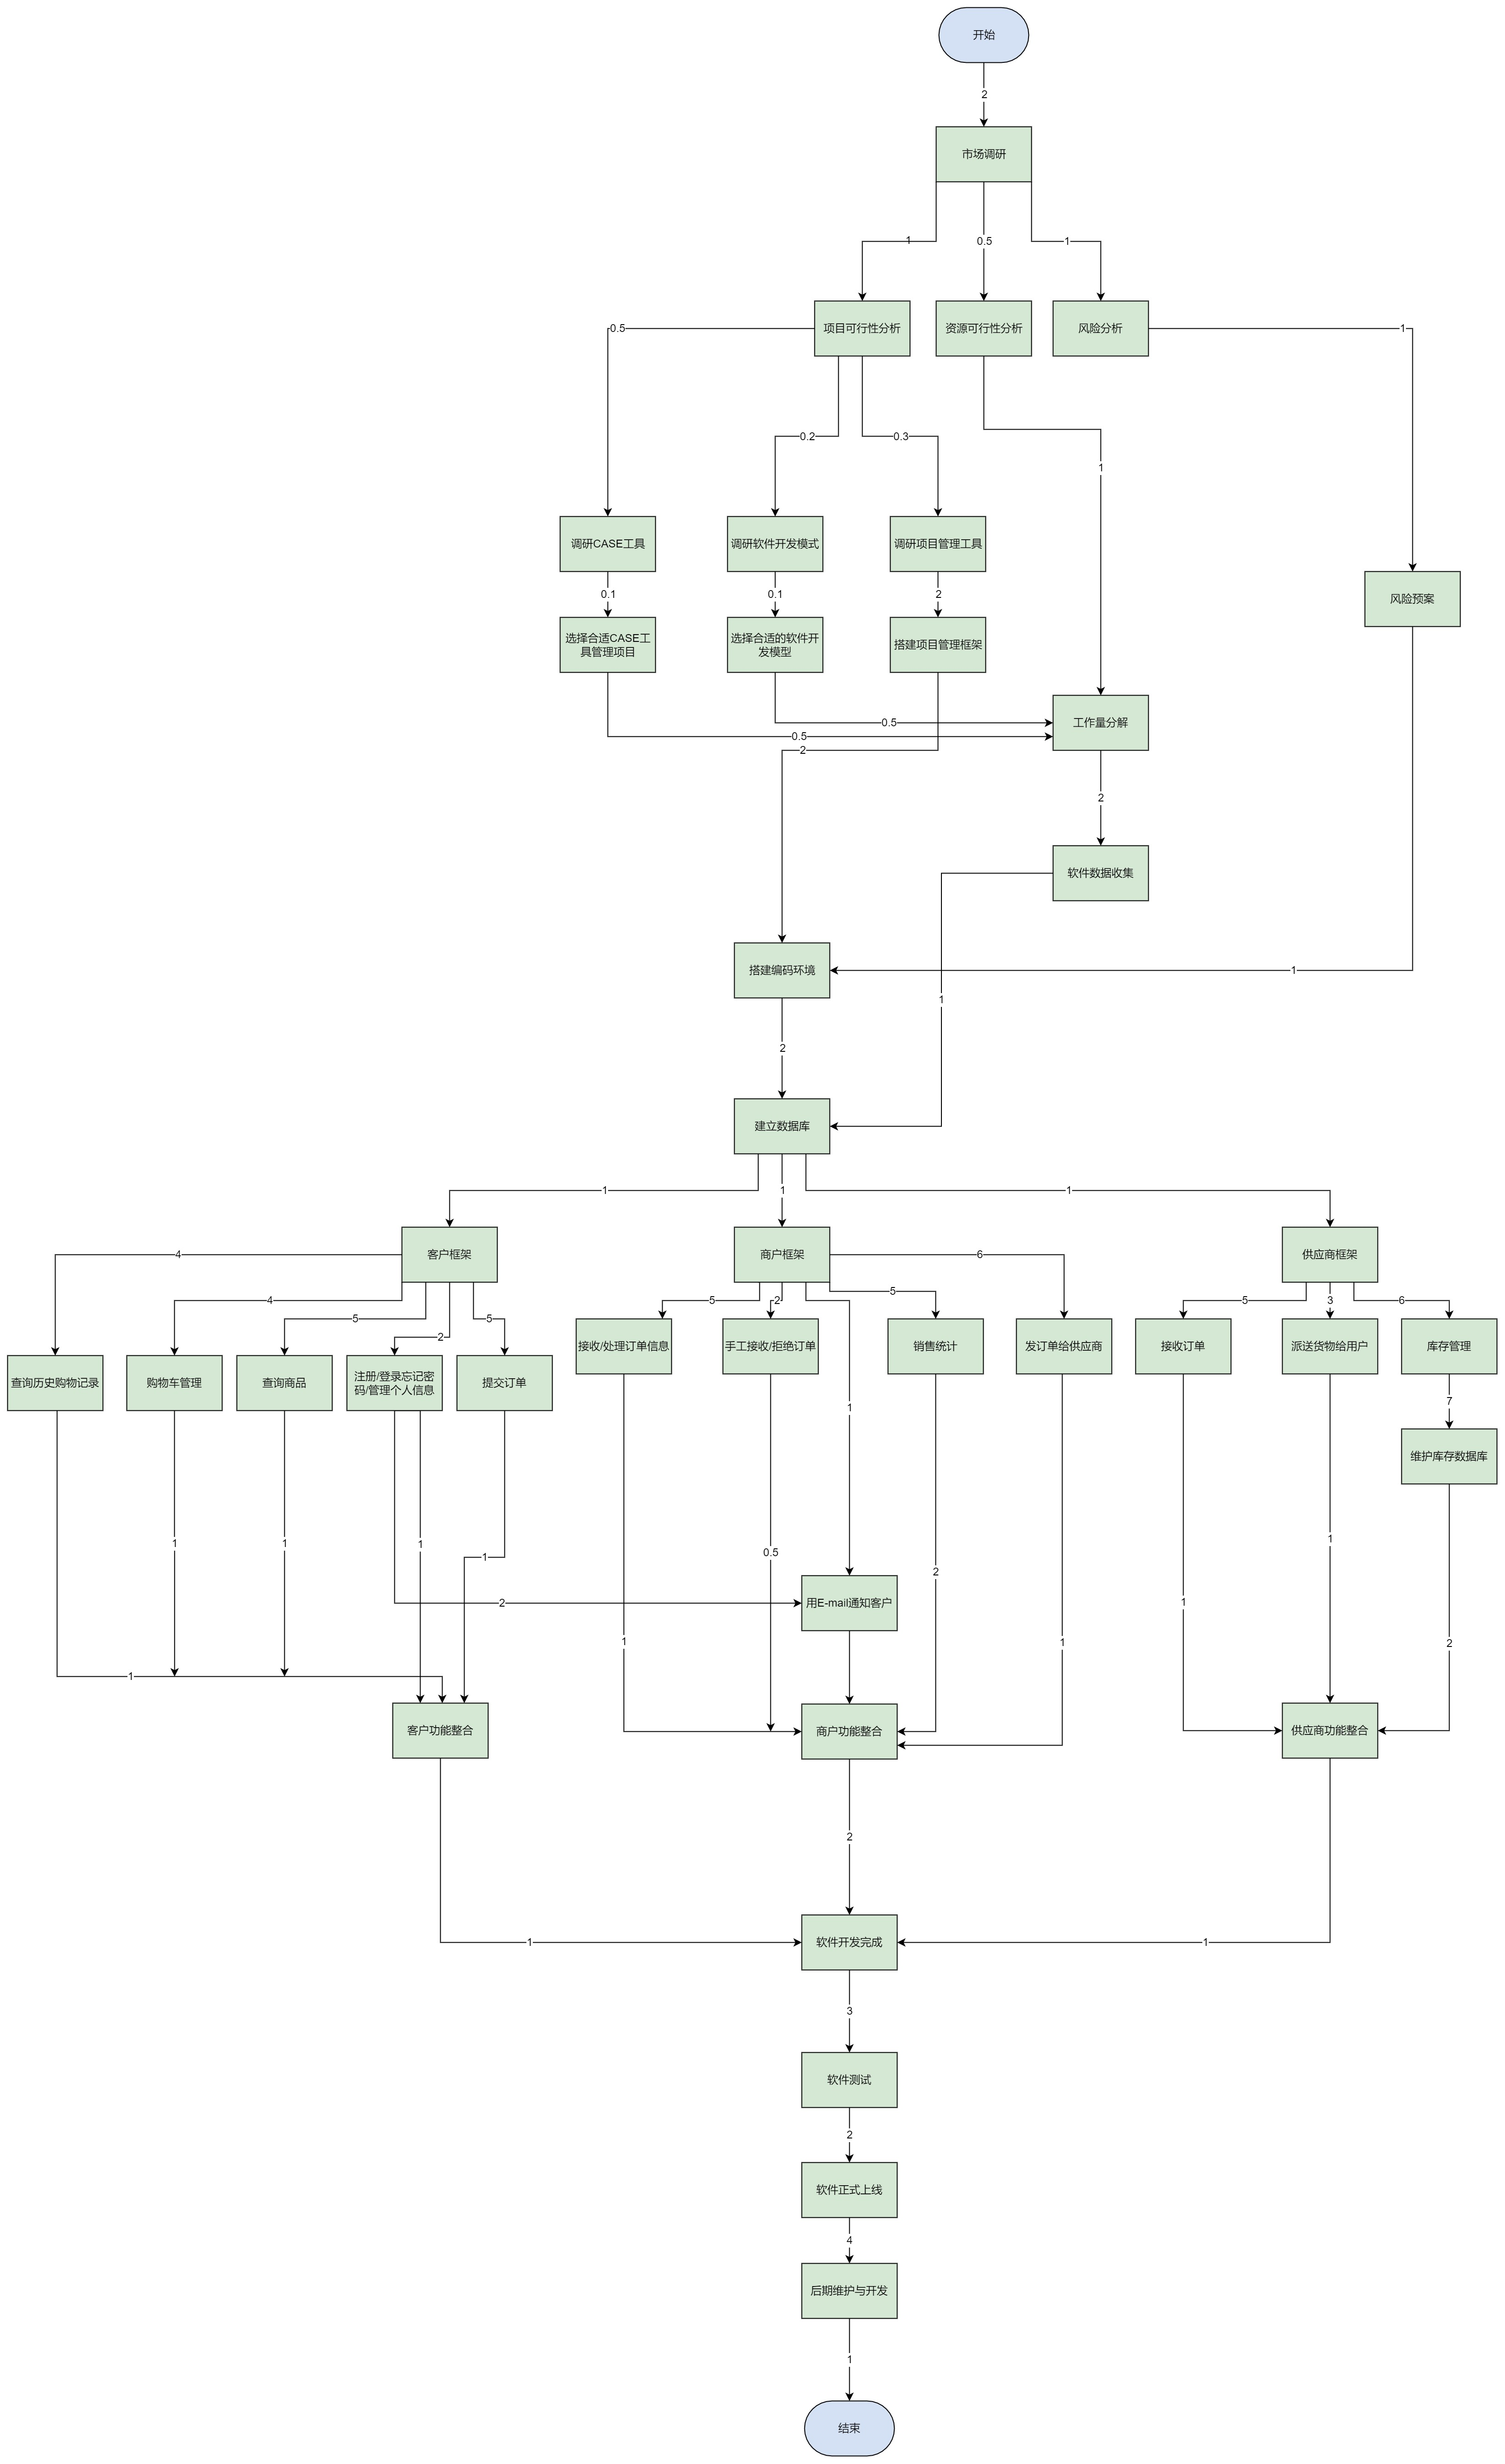 开始
2
市场调研
1
0.5
1
项目可行性分析
资源可行性分析
风险分析
0.5
1
0.2
0.3
1
调研CASE工具
调研软件开发模式
调研项目管理工具
0.1
0.1
2
风险预案
选择合适CASE工
具管理项目
选择合适的软件开
发模型
搭建项目管理框架
0.5
工作量分解
0.5
2
2
软件数据收集
搭建编码环境
1
1
2
建立数据库
1
1
1
客户框架
商户框架
供应商框架
4
6
4
5
2
5
5
2
5
5
3
6
接收/处理订单信息
手工接收/拒绝订单
销售统计
发订单给供应商
接收订单
派送货物给用户
库存管理
查询历史购物记录
购物车管理
查询商品
注册/登录忘记密
码/管理个人信息
提交订单
1
7
维护库存数据库
1
1
1
1
0.5
2
1
2
用E-mail通知客户
1
1
1
2
1
客户功能整合
商户功能整合
供应商功能整合
2
1
软件开发完成
1
3
软件测试
2
软件正式上线
4
后期维护与开发
1
结束